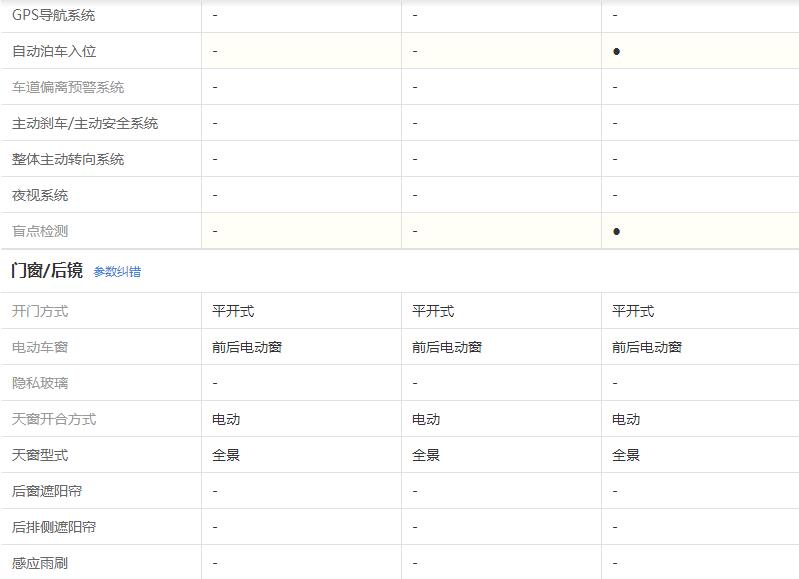 GPS导航系统 - - -
自动泊车入位 - - ●
车道偏离预警系统 - - -
主动刹车/主动安全系统 - - -
整体主动转向系统 - - -
夜视系统 - - -
盲点检测 - - ●
门窗/后镜 参数纠错
开门方式 平开式 平开式 平开式
电动车窗 前后电动窗 前后电动窗 前后电动窗
隐私玻璃 - - -
天窗开合方式 电动 电动 电动
天窗型式 全景 全景 全景
后窗遮阳帘 - - -
后排侧遮阳帘 - - -
感应雨刷 - - -